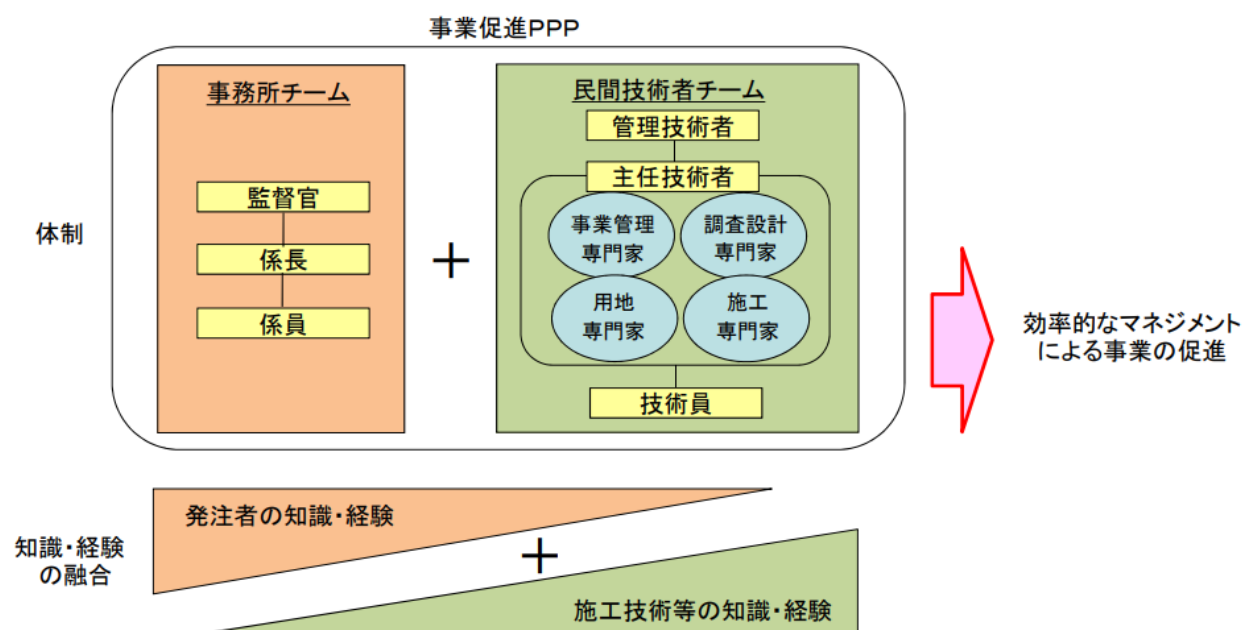 事業促進PPP
事務所チーム
監督官
係長
係員
体制
＋
民間技術者チーム
管理技術者
主任技術者
事業管理
専門家
調査設計
専門家
用地
専門家
施工
専門家
技術員
効率的なマネジメント
による事業の促進
知識・経験
の融合
発注者の知識・経験
＋
施工技術等の知識・経験